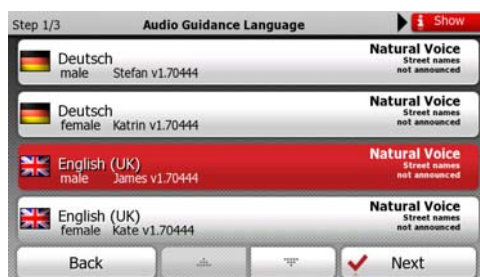 Step 1/3 Audio Guidance Language i Show
Deutsch
male Stefan v1.70444
Natural Voice
Street names
not announced
Deutsch
female Katrin v1.70444
Natural Voice
Street names
not announced
English (UK)
male James v1.70444
Natural Voice
Street names
not announced
English (UK)
female Kate v1.70444
Natural Voice
Street names
not announced
Back Next